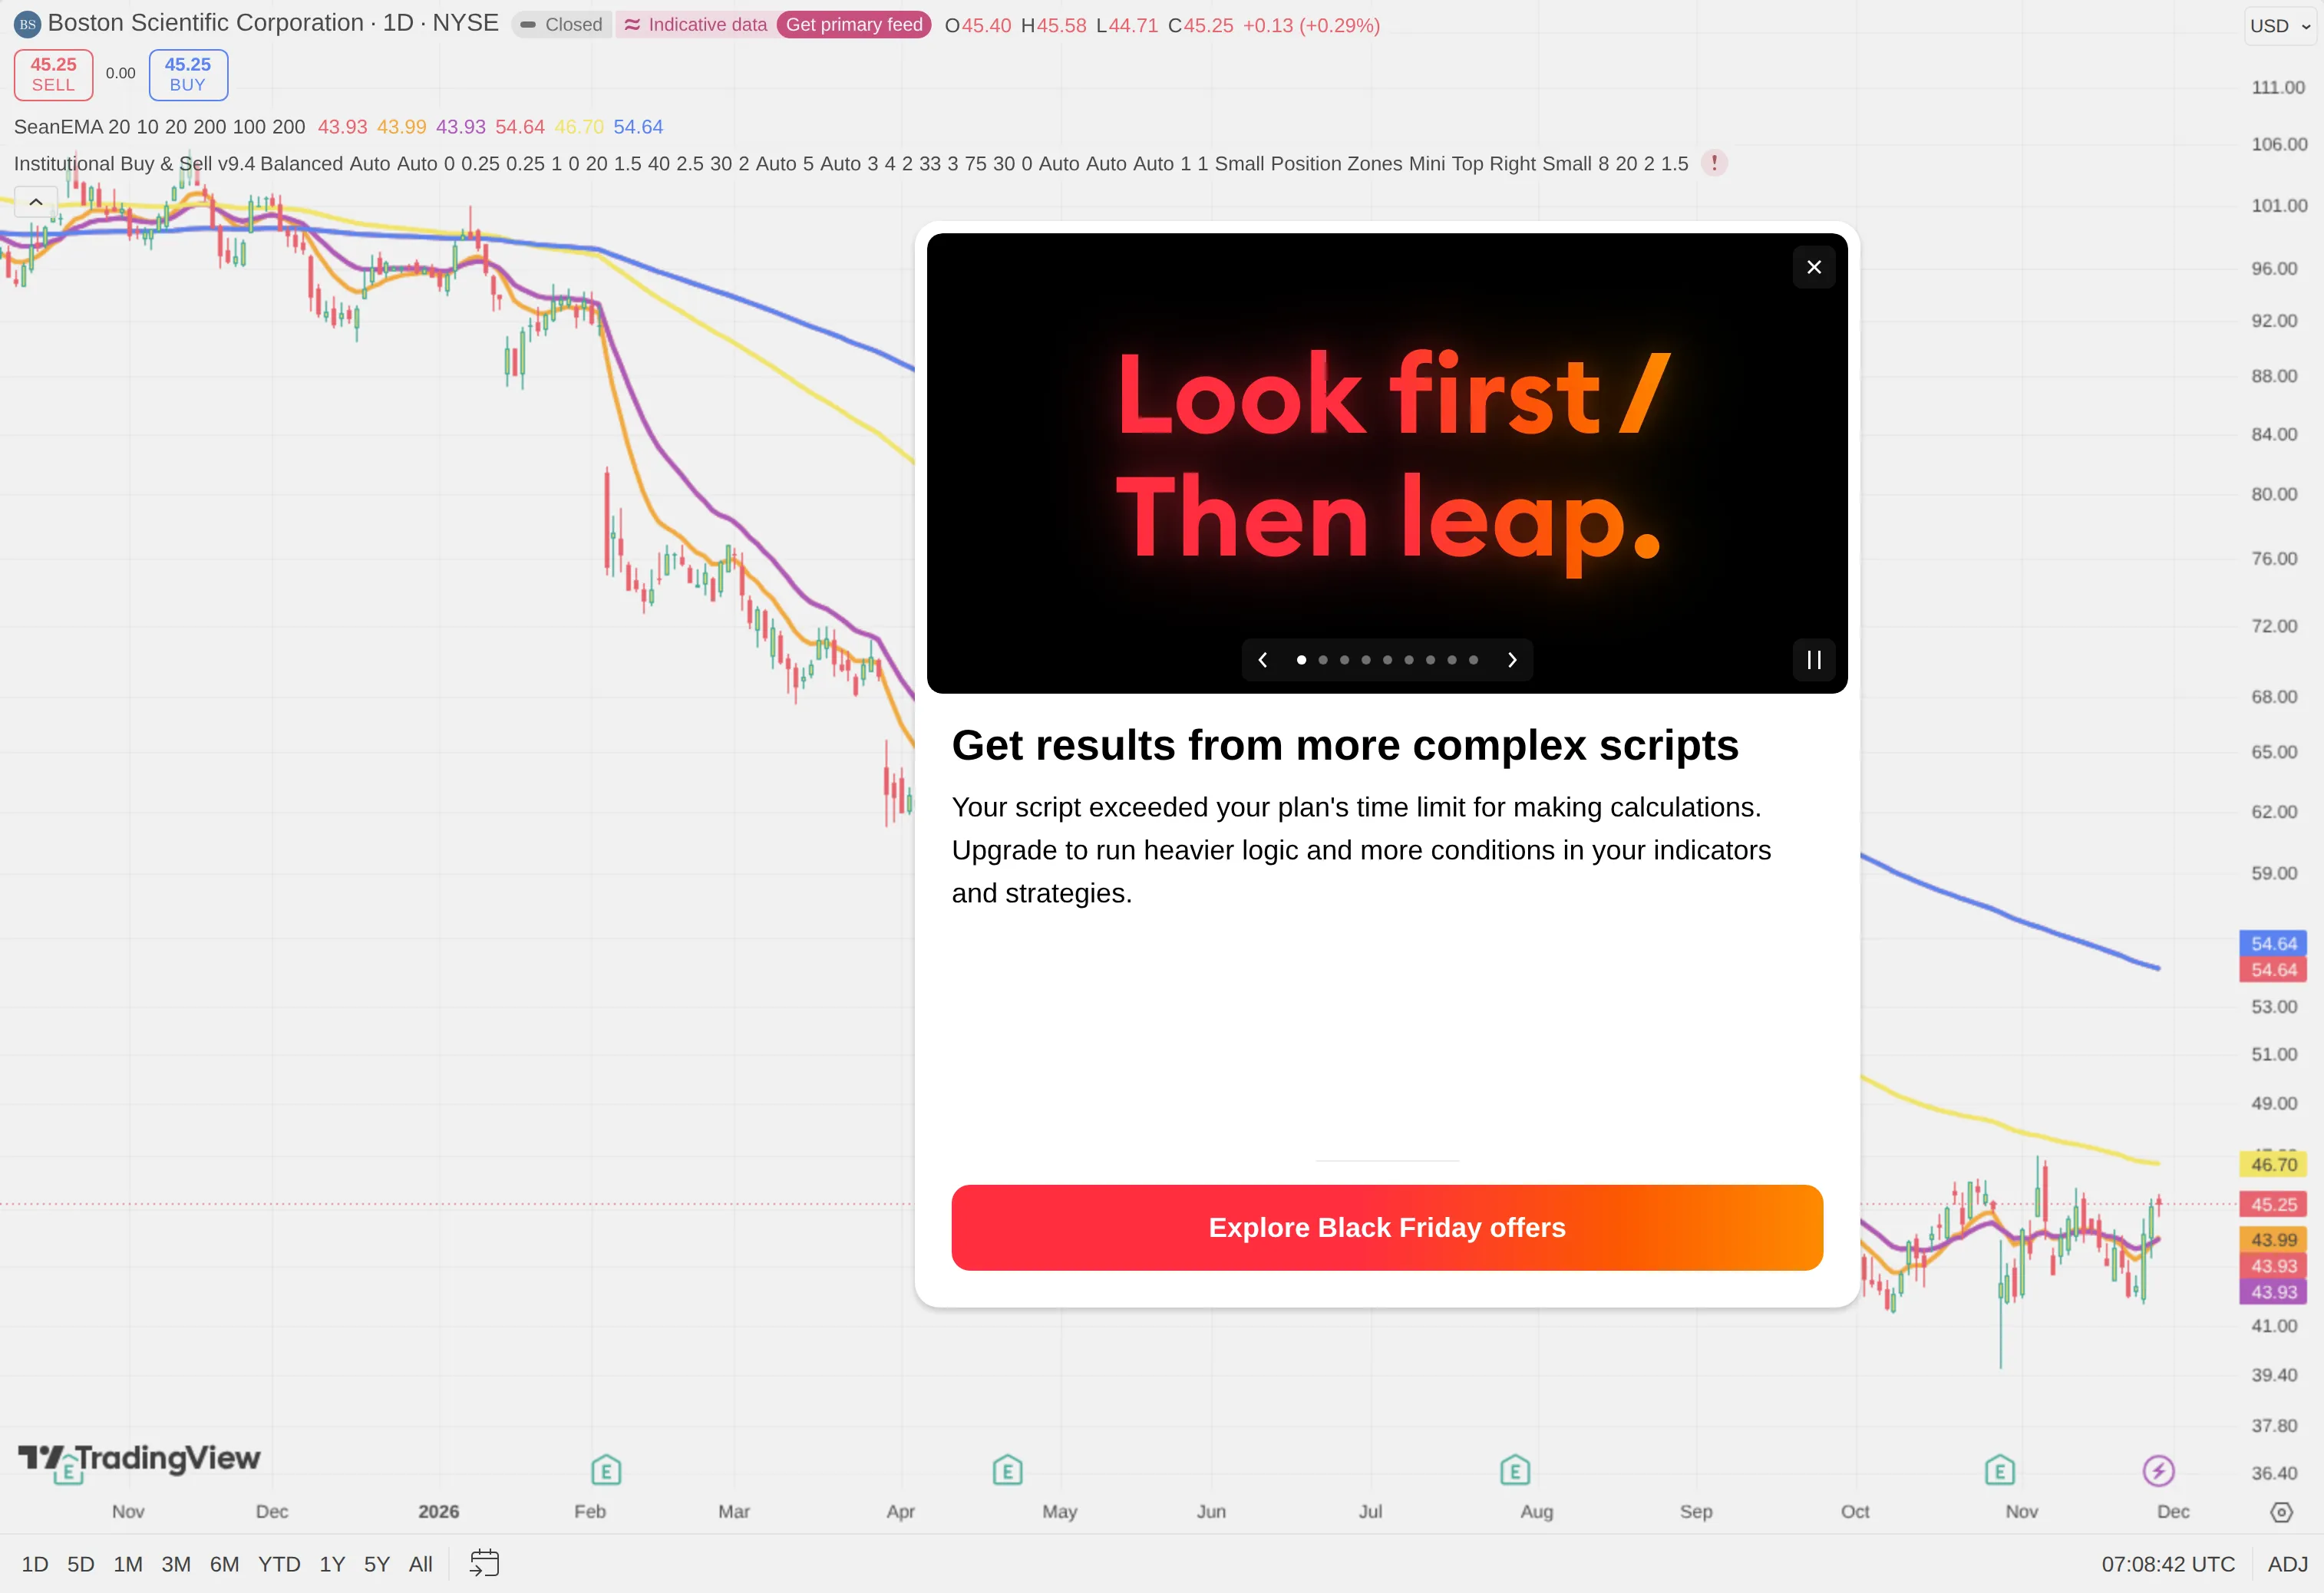 BS Boston Scientific Corporation · 1D · NYSE Closed Indicative data Get primary feed O45.40 H45.58 L44.71 C45.25 +0.13 (+0.29%) USD
45.25 SELL 0.00 45.25 BUY
SeanEMA 20 10 20 200 100 200 43.93 43.99 43.93 54.64 46.70 54.64
Institutional Buy & Sell v9.4 Balanced Auto Auto 0 0.25 0.25 1 0 20 1.5 40 2.5 30 2 Auto 5 Auto 3 4 2 33 3 75 30 0 Auto Auto Auto 1 1 Small Position Zones Mini Top Right Small 8 20 2 1.5 !
Look first /
Then leap.
Get results from more complex scripts
Your script exceeded your plan's time limit for making calculations.
Upgrade to run heavier logic and more conditions in your indicators
and strategies.
Explore Black Friday offers
111.00
106.00
101.00
96.00
92.00
88.00
84.00
80.00
76.00
72.00
68.00
65.00
62.00
59.00
54.64
54.64
53.00
51.00
49.00
46.70
45.25
43.99
43.93
43.93
41.00
39.40
37.80
36.40
TradingView
E E E E E
Nov Dec 2026 Feb Mar Apr May Jun Jul Aug Sep Oct Nov Dec
1D 5D 1M 3M 6M YTD 1Y 5Y All 07:08:42 UTC ADJ